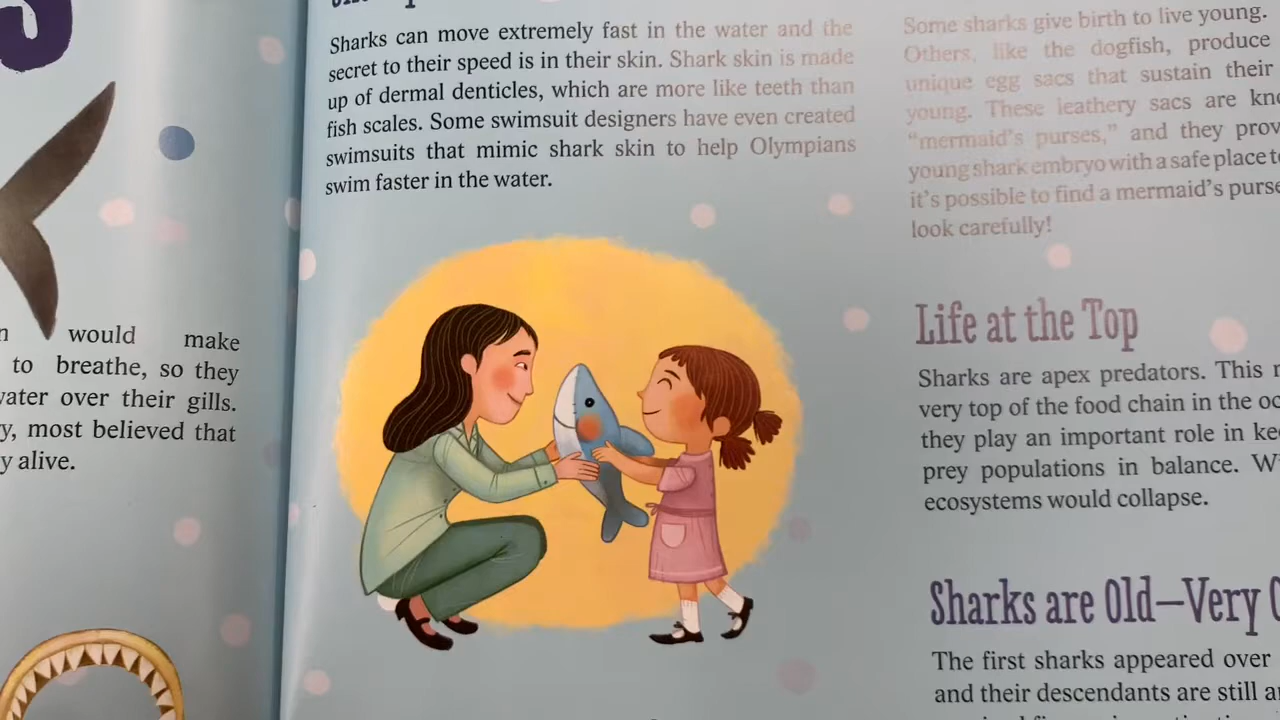 S
would make
to breathe, so they
over their gills.
most believed that
alive.
Sharks can move extremely fast in the water and the
secret to their speed is in their skin. Shark skin is made
up of dermal denticles, which are more like teeth than
fish scales. Some swimsuit designers have even created
swimsuits that mimic shark skin to help Olympians
swim faster in the water.
Some sharks give birth to live young.
Others, like the dogfish, produce
unique egg sacs that sustain their
young. These leathery sacs are
“mermaid’s purses,” and they
young shark embryo with a safe place
it’s possible to find a mermaid’s
look carefully!
Life at the Top
Sharks are apex predators. This
very top of the food chain in the
they play an important role in
prey populations in balance.
ecosystems would collapse.
Sharks are Old—Very
The first sharks appeared over
and their descendants are still